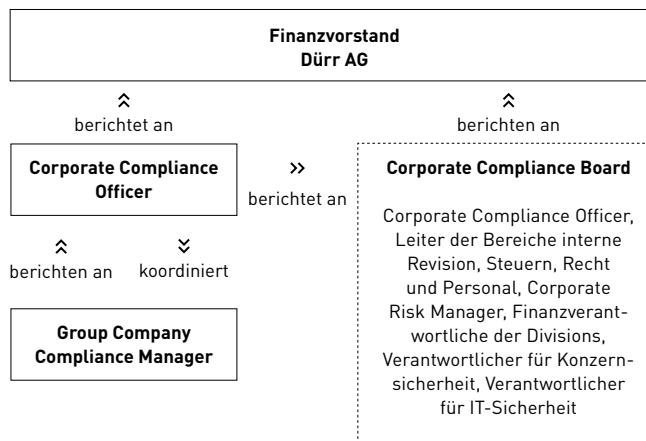 Finanzvorstand
Dürr AG
berichtet an
berichten an
Corporate Compliance
Officer
berichtet an
Corporate Compliance Board
Corporate Compliance Officer,
Leiter der Bereiche interne
Revision, Steuern, Recht
und Personal, Corporate
Risk Manager, Finanzverant-
wortliche der Divisions,
Verantwortlicher für Konzern-
sicherheit, Verantwortlicher
für IT-Sicherheit
berichten an
koordiniert
Group Company
Compliance Manager